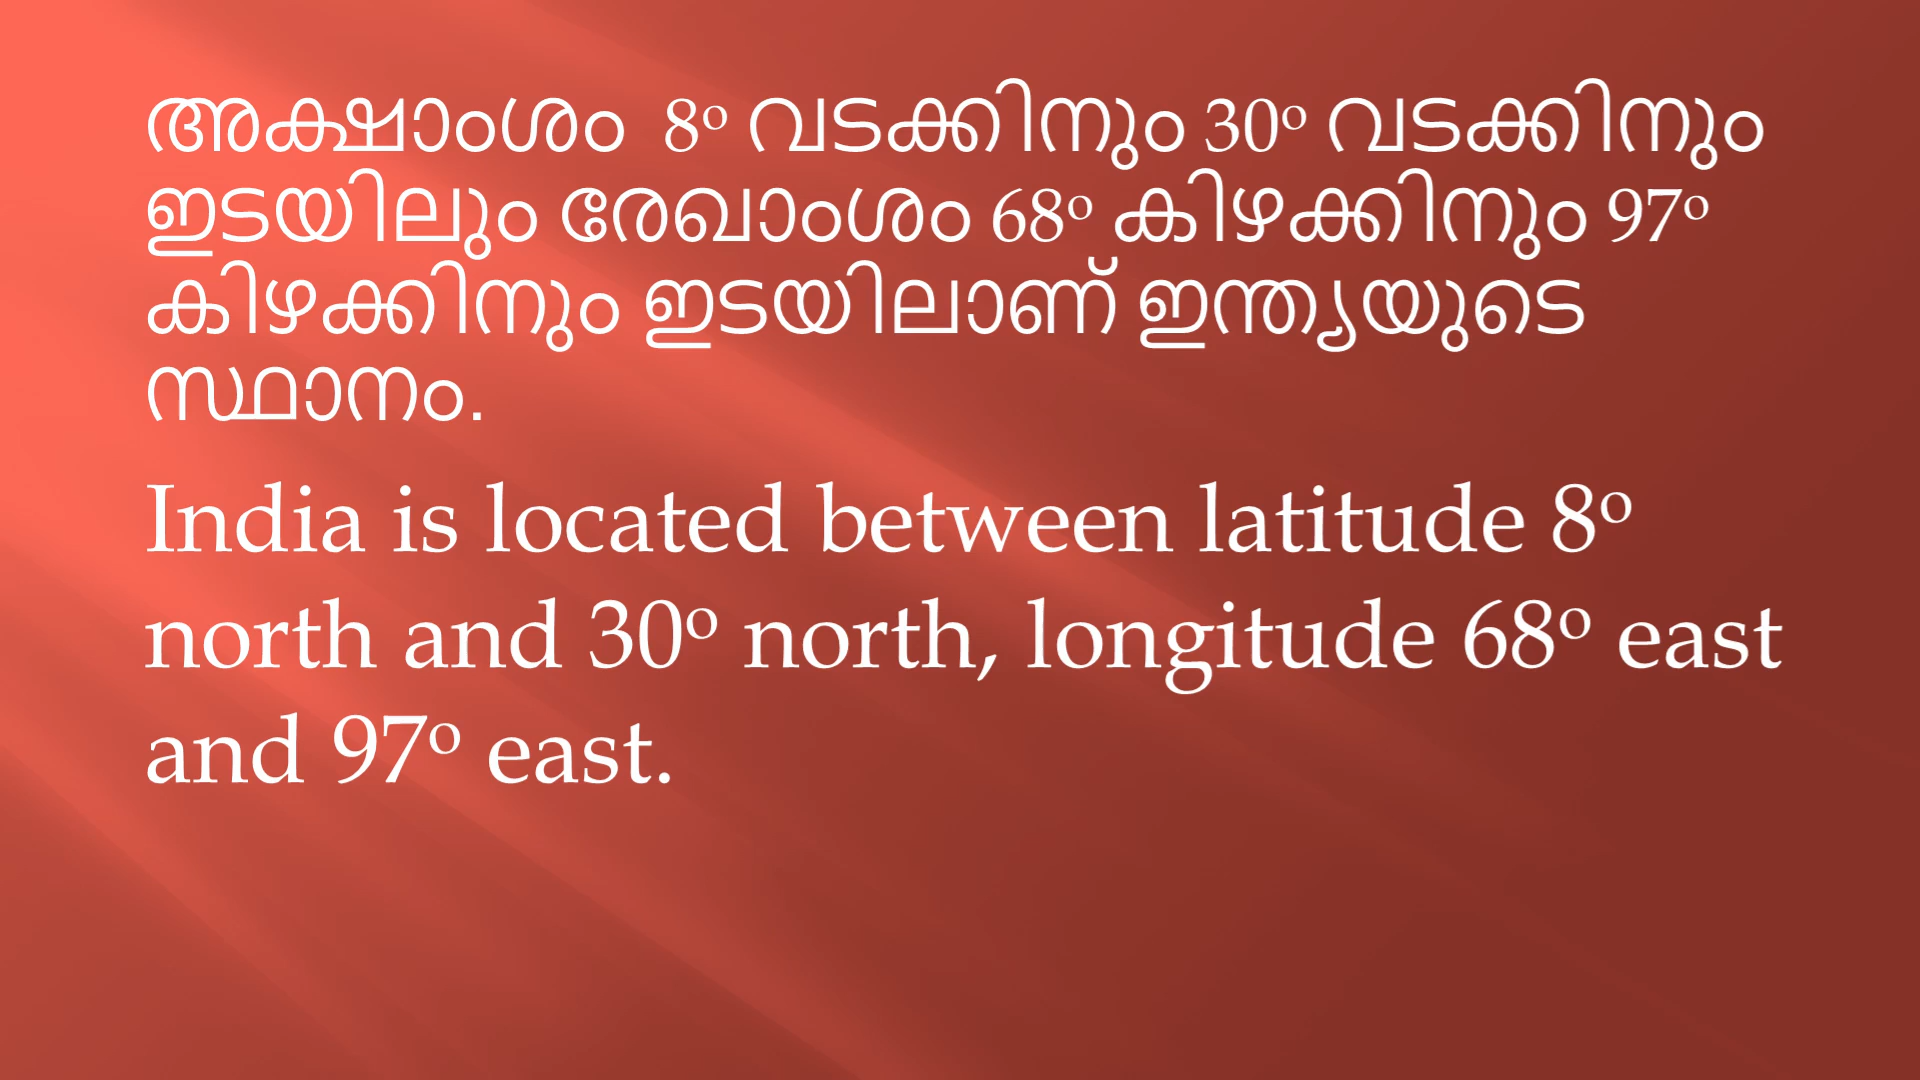 അക്ഷാംശം  8º വടക്കിനും 30º വടക്കിനും
ഇടയിലും രേഖാംശം 68º കിഴക്കിനും 97º
കിഴക്കിനും ഇടയിലാണ് ഇന്ത്യയുടെ
സ്ഥാനം.
India is located between latitude 8º
north and 30º north, longitude 68º east
and 97º east.